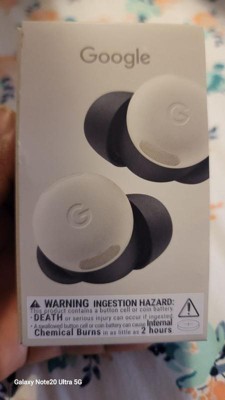 Google
G
G
WARNING INGESTION HAZARD:
This product contains a button cell or coin battery
• DEATH or serious injury can occur if ingested.
• A swallowed button cell or coin battery can cause Internal
Chemical Burns in as little as 2 hours
Galaxy Note20 Ultra 5G